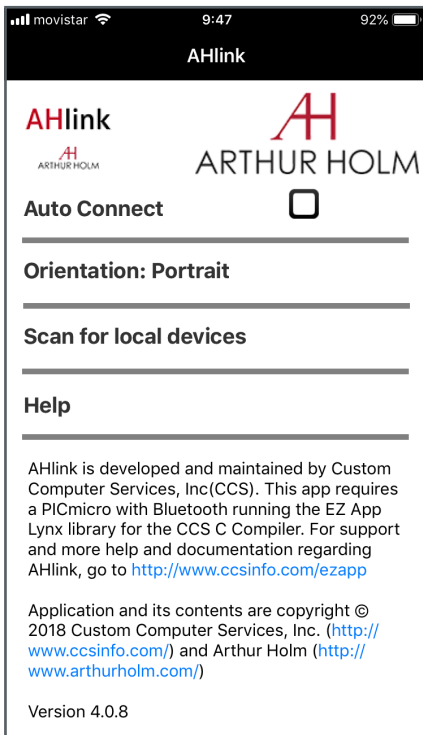 movistar 9:47 92%
AHlink
AHlink
AH
ARTHUR HOLM
AH
ARTHUR HOLM
Auto Connect
Orientation: Portrait
Scan for local devices
Help
AHlink is developed and maintained by Custom
Computer Services, Inc(CCS). This app requires
a PICmicro with Bluetooth running the EZ App
Lynx library for the CCS C Compiler. For support
and more help and documentation regarding
AHlink, go to http://www.ccsinfo.com/ezapp
Application and its contents are copyright ©
2018 Custom Computer Services, Inc. (http://
www.ccsinfo.com/) and Arthur Holm (http://
www.arthurholm.com/)
Version 4.0.8